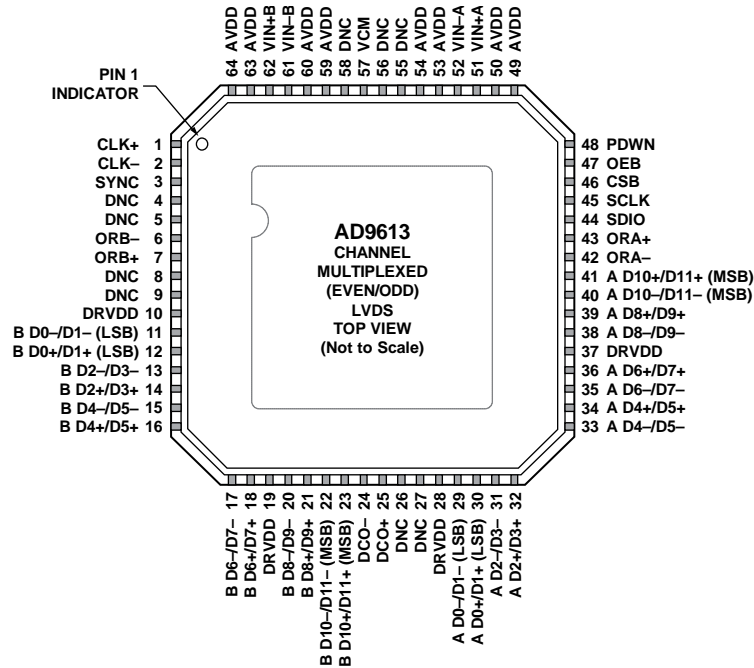 64 AVDD
63 AVDD
62 VIN+B
61 VIN–B
60 AVDD
59 AVDD
58 DNC
57 VCM
56 DNC
55 DNC
54 AVDD
53 AVDD
52 VIN–A
51 VIN+A
50 AVDD
49 AVDD
PIN 1
INDICATOR
CLK+ 1
CLK– 2
SYNC 3
DNC 4
DNC 5
ORB– 6
ORB+ 7
DNC 8
DNC 9
DRVDD 10
B D0–/D1– (LSB) 11
B D0+/D1+ (LSB) 12
B D2–/D3– 13
B D2+/D3+ 14
B D4–/D5– 15
B D4+/D5+ 16
AD9613
CHANNEL
MULTIPLEXED
(EVEN/ODD)
LVDS
TOP VIEW
(Not to Scale)
48 PDWN
47 OEB
46 CSB
45 SCLK
44 SDIO
43 ORA+
42 ORA–
41 A D10+/D11+ (MSB)
40 A D10–/D11– (MSB)
39 A D8+/D9+
38 A D8–/D9–
37 DRVDD
36 A D6+/D7+
35 A D6–/D7–
34 A D4+/D5+
33 A D4–/D5–
B D6–/D7– 17
B D6+/D7+ 18
DRVDD 19
B D8–/D9– 20
B D8+/D9+ 21
B D10–/D11– (MSB) 22
B D10+/D11+ (MSB) 23
DCO– 24
DCO+ 25
DNC 26
DNC 27
DRVDD 28
A D0–/D1– (LSB) 29
A D0+/D1+ (LSB) 30
A D2–/D3– 31
A D2+/D3+ 32